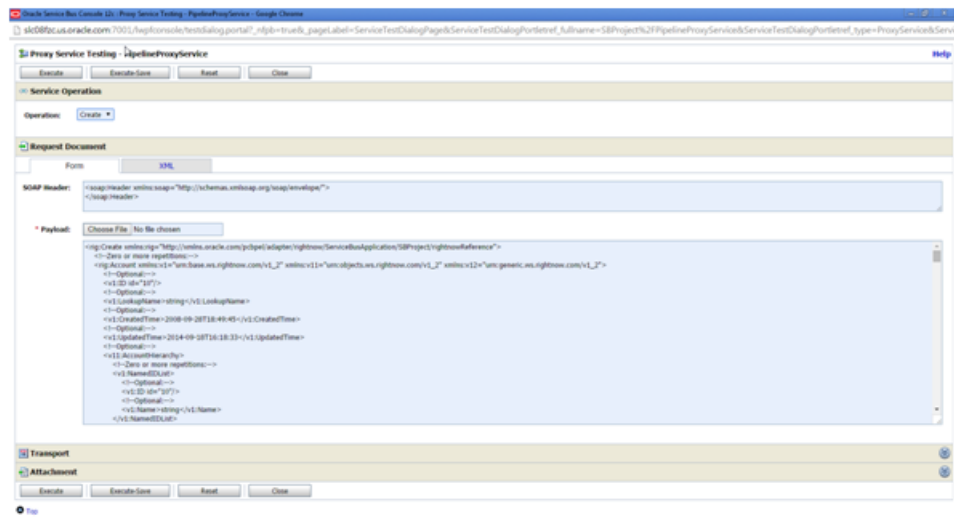 Oracle Service Bus Console 12c : Proxy Service Testing - PipelineProxyService - Google Chrome
slc08fzc.us.oracle.com:7001/lwpfconsole/testdialog.portal?_nfpb=true&_pageLabel=ServiceTestDialogPage&ServiceTestDialogPortletref_fullname=SBProject%2FPipelineProxyService&ServiceTestDialogPortletref_type=ProxyService&Serv
Proxy Service Testing - PipelineProxyService Help
Execute Execute-Save Reset Close
Service Operation
Operation: Create
Request Document
Form XML
SOAP Header: <soap:Header xmlns:soap="http://schemas.xmlsoap.org/soap/envelope/">
</soap:Header>
* Payload: Choose File No file chosen
<rig:Create xmlns:rig="http://xmlns.oracle.com/pcbpel/adapter/rightnow/ServiceBusApplication/SBProject/rightnowReference">
<!--Zero or more repetitions:-->
<rig:Account xmlns:v1="urn:base.ws.rightnow.com/v1_2" xmlns:v11="urn:objects.ws.rightnow.com/v1_2" xmlns:v12="urn:generic.ws.rightnow.com/v1_2">
<!--Optional:-->
<v1:ID id="10"/>
<!--Optional:-->
<v1:LookupName>string</v1:LookupName>
<!--Optional:-->
<v1:CreatedTime>2008-09-28T18:49:45</v1:CreatedTime>
<!--Optional:-->
<v1:UpdatedTime>2014-09-18T16:18:33</v1:UpdatedTime>
<!--Optional:-->
<v11:AccountHierarchy>
<!--Zero or more repetitions:-->
<v1:NamedIDList>
<!--Optional:-->
<v1:ID id="10"/>
<!--Optional:-->
<v1:Name>string</v1:Name>
</v1:NamedIDList>
Transport
Attachment
Execute Execute-Save Reset Close
Top